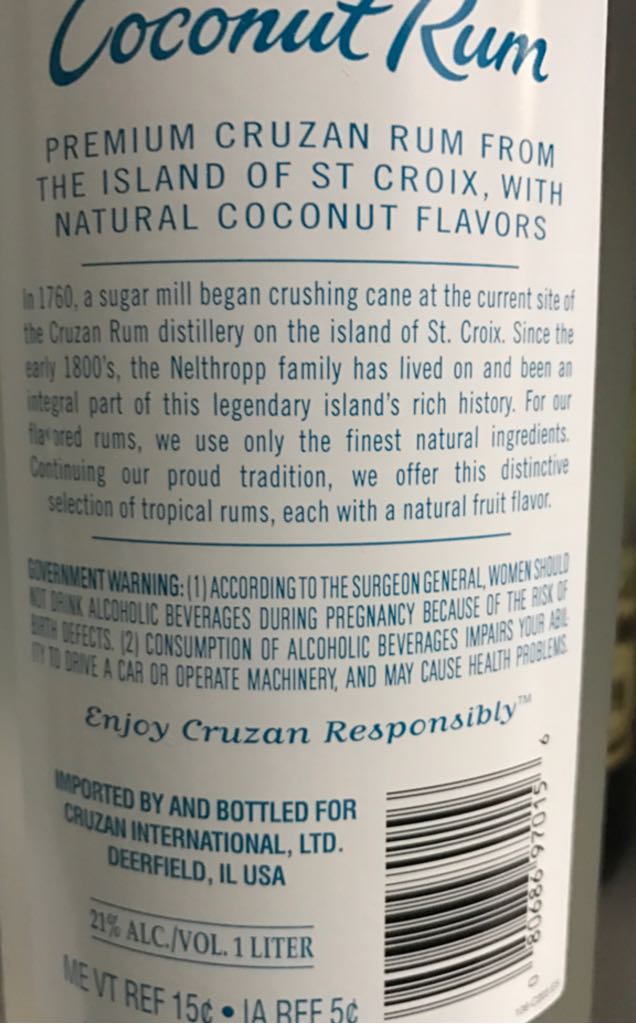 Coconut Rum
PREMIUM CRUZAN RUM FROM
THE ISLAND OF ST CROIX, WITH
NATURAL COCONUT FLAVORS
In 1760, a sugar mill began crushing cane at the current site of
the Cruzan Rum distillery on the island of St. Croix. Since the
early 1800's, the Nelthropp family has lived on and been an
integral part of this legendary island's rich history. For our
flavored rums, we use only the finest natural ingredients.
Continuing our proud tradition, we offer this distinctive
selection of tropical rums, each with a natural fruit flavor.
GOVERNMENT WARNING: (1) ACCORDING TO THE SURGEON GENERAL, WOMEN SHOULD
NOT DRINK ALCOHOLIC BEVERAGES DURING PREGNANCY BECAUSE OF THE RISK OF
BIRTH DEFECTS. (2) CONSUMPTION OF ALCOHOLIC BEVERAGES IMPAIRS YOUR ABIL-
ITY TO DRIVE A CAR OR OPERATE MACHINERY, AND MAY CAUSE HEALTH PROBLEMS.
Enjoy Cruzan Responsibly™
IMPORTED BY AND BOTTLED FOR
CRUZAN INTERNATIONAL, LTD.
DEERFIELD, IL USA
21% ALC./VOL. 1 LITER
ME VT REF 15¢ • IA REF 5¢
0 80686 97015 6